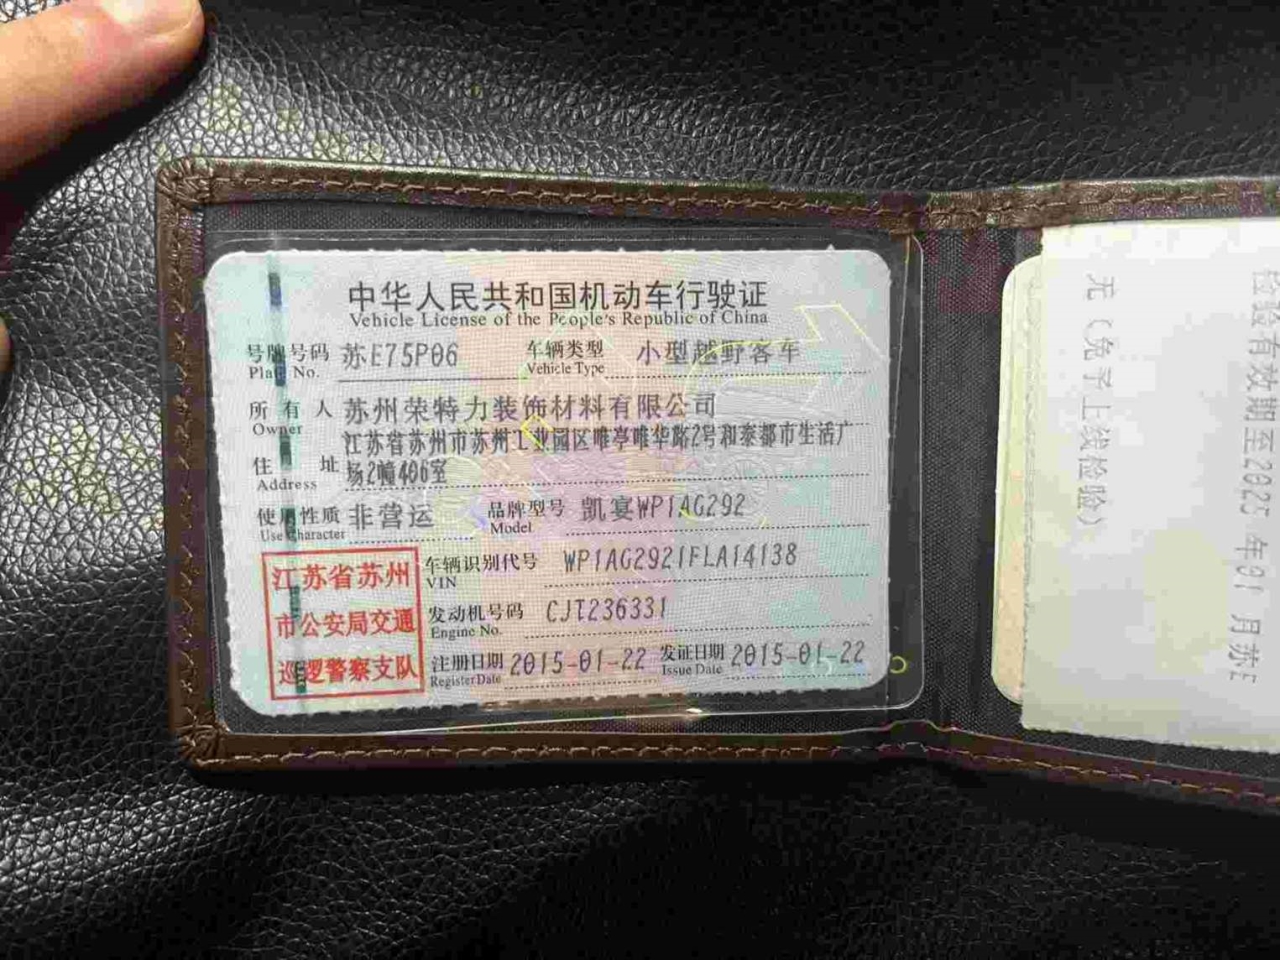 中华人民共和国机动车行驶证
Vehicle License of the People's Republic of China
号牌号码 苏E75P06 车辆类型 小型越野客车
Plate No. Vehicle Type
所有人 苏州荣特力装饰材料有限公司
Owner
江苏省苏州市苏州工业园区唯亭唯华路2号和泰都市生活广
住址 场2幢406室
Address
使用性质 非营运 品牌型号 凯宴WP1AG292
Use Character Model
江苏省苏州
市公安局交通
巡逻警察支队
车辆识别代号 WP1AG2921FLA14138
VIN
发动机号码 CJT236331
Engine No.
注册日期 2015-01-22 发证日期 2015-01-22
Register Date Issue Date
检验有效期至2025年01月苏E
无(免予上线检验)